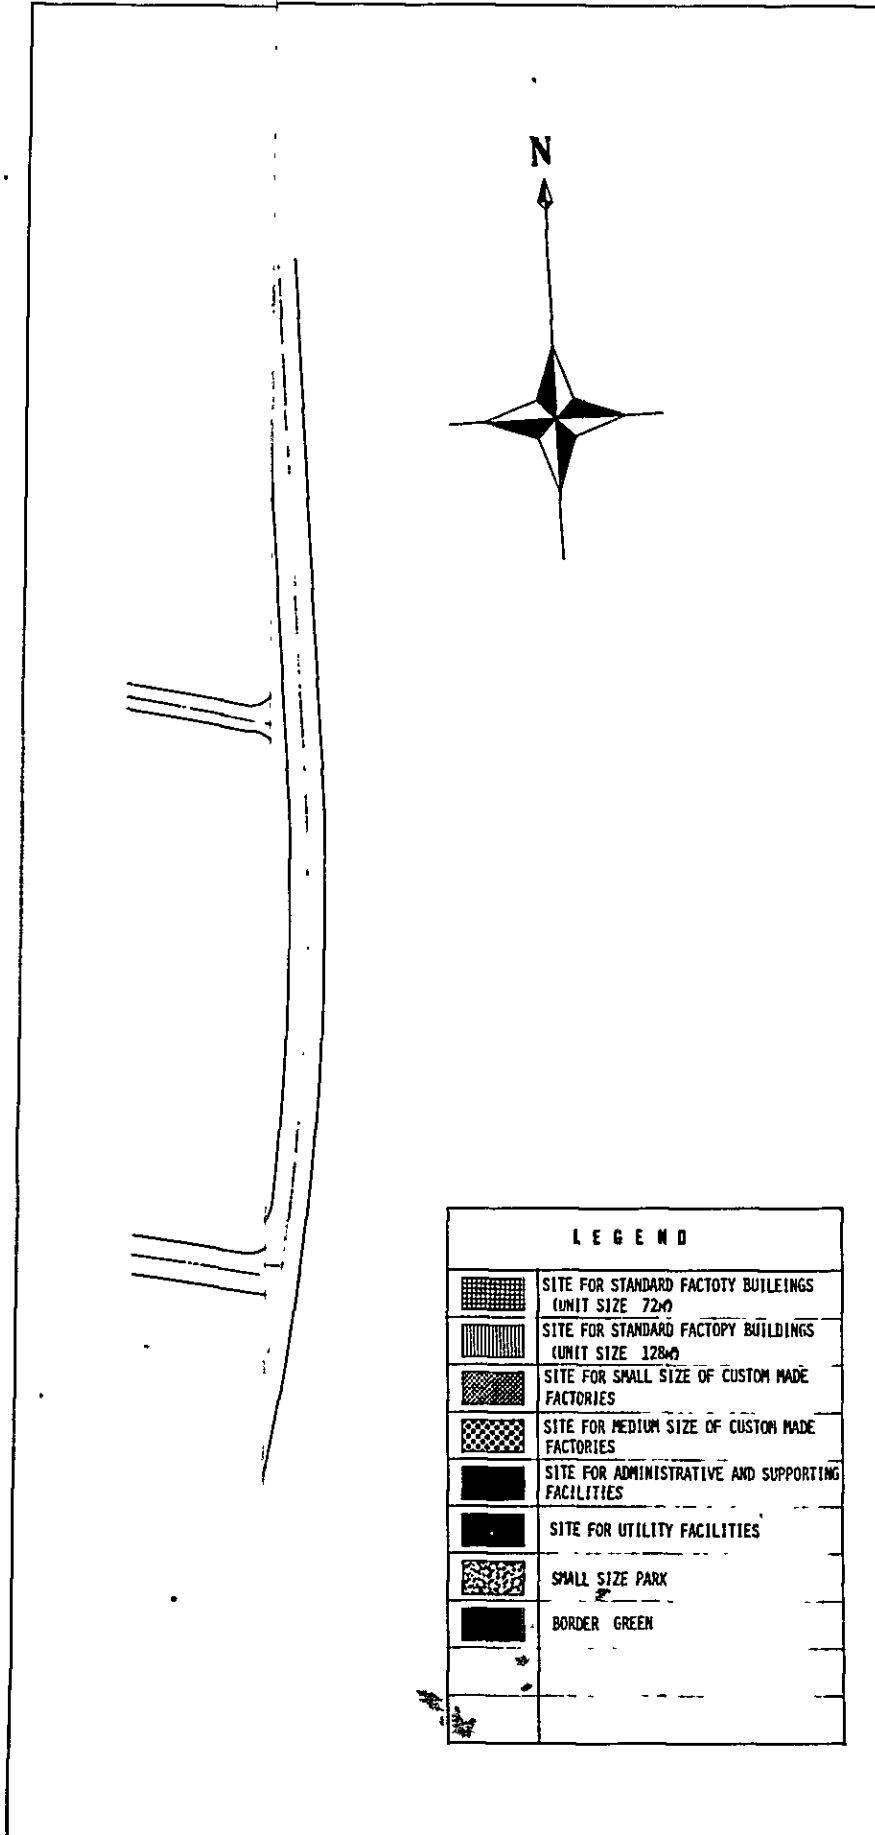 N
LEGEND
SITE FOR STANDARD FACTOTY BUILEINGS
(UNIT SIZE 72M²)
SITE FOR STANDARD FACTOPY BUILDINGS
(UNIT SIZE 128M²)
SITE FOR SMALL SIZE OF CUSTOM MADE
FACTORIES
SITE FOR MEDIUM SIZE OF CUSTOM MADE
FACTORIES
SITE FOR ADMINISTRATIVE AND SUPPORTING
FACILITIES
SITE FOR UTILITY FACILITIES
SMALL SIZE PARK
BORDER GREEN